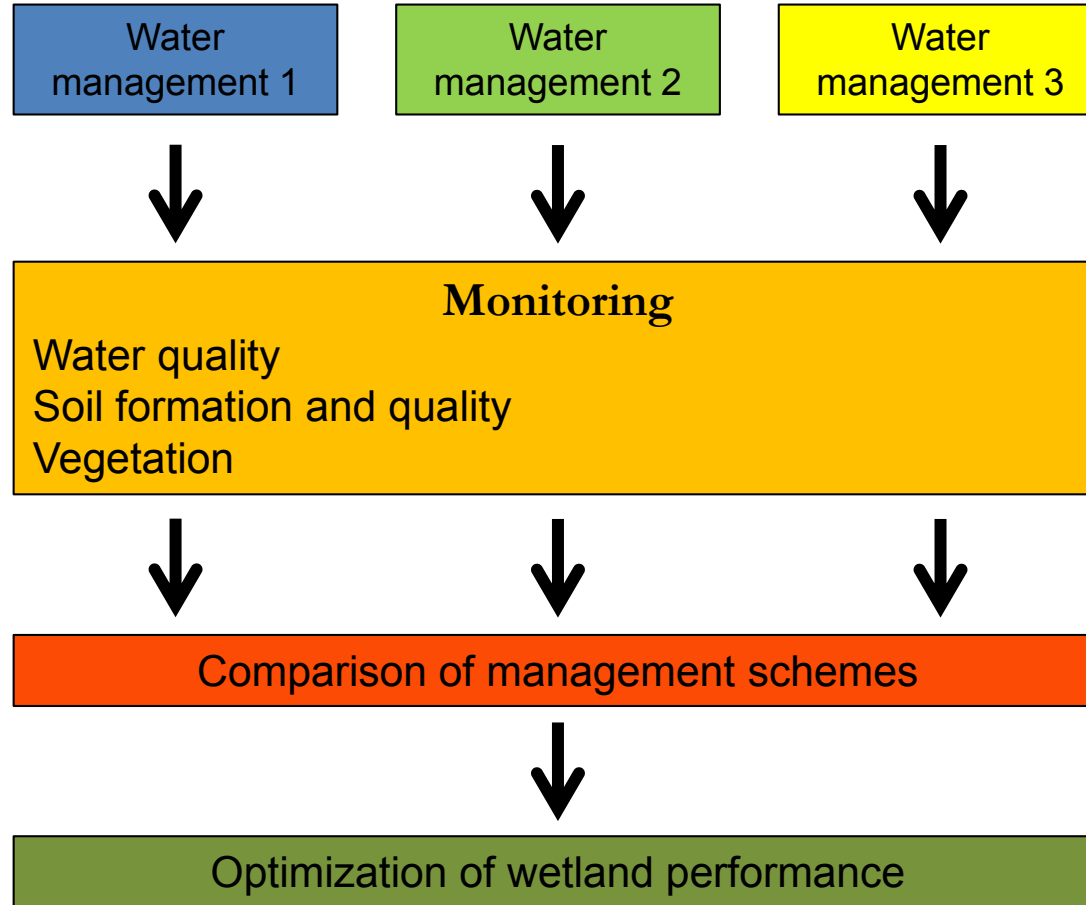 Water
management 1
Water
management 2
Water
management 3
Monitoring
Water quality
Soil formation and quality
Vegetation
Comparison of management schemes
Optimization of wetland performance